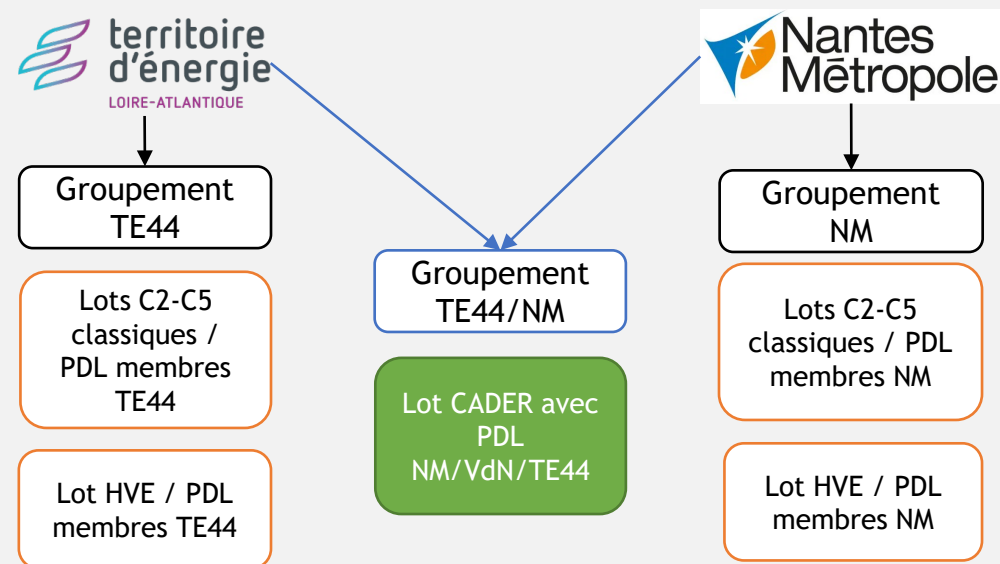 territoire
d'énergie
LOIRE-ATLANTIQUE
Nantes
Métropole
Groupement
TE44
Groupement
NM
Groupement
TE44/NM
Lots C2-C5
classiques /
PDL membres
TE44
Lots C2-C5
classiques / PDL
membres NM
Lot CADER avec
PDL
NM/VdN/TE44
Lot HVE / PDL
membres TE44
Lot HVE / PDL
membres NM